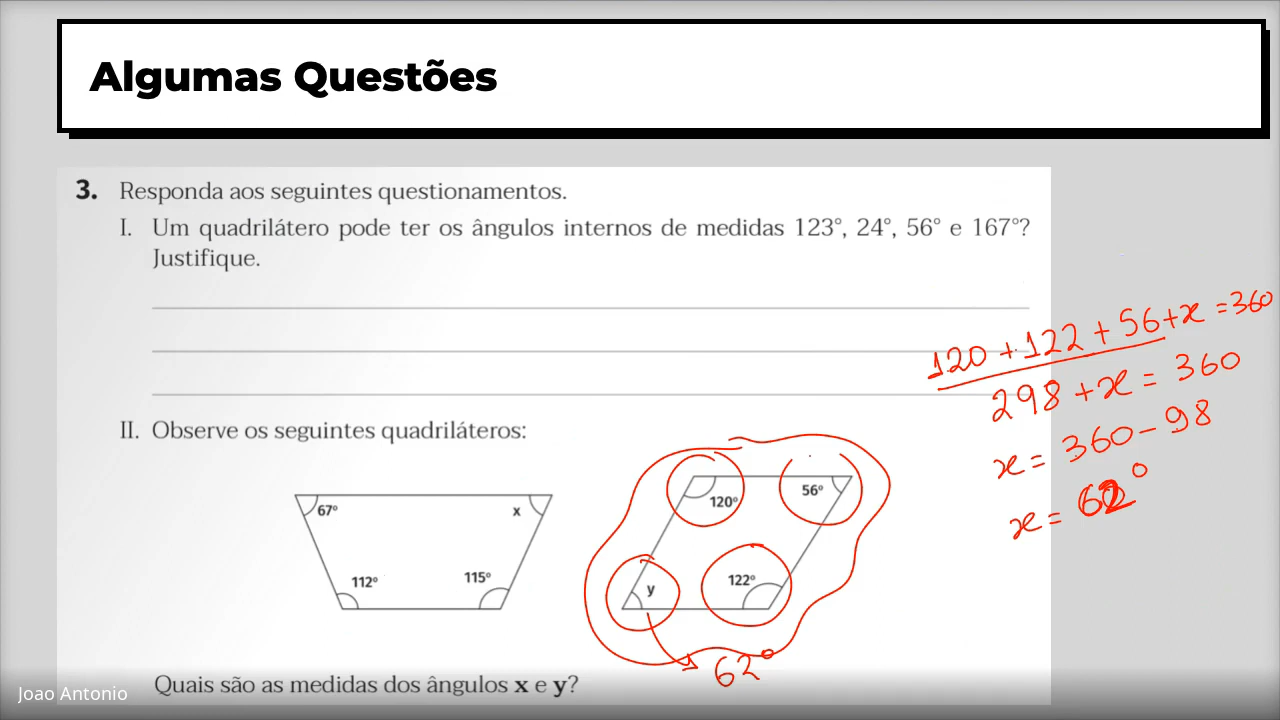 Algumas Questões
3. Responda aos seguintes questionamentos.
I. Um quadrilátero pode ter os ângulos internos de medidas 123°, 24°, 56° e 167°?
Justifique.
120 + 122 + 56 + x = 360
298 + x = 360
x = 360 - 98
x = 62°
II. Observe os seguintes quadriláteros:
67°
x
112°
115°
120°
56°
y
122°
62°
Quais são as medidas dos ângulos x e y?
Joao Antonio